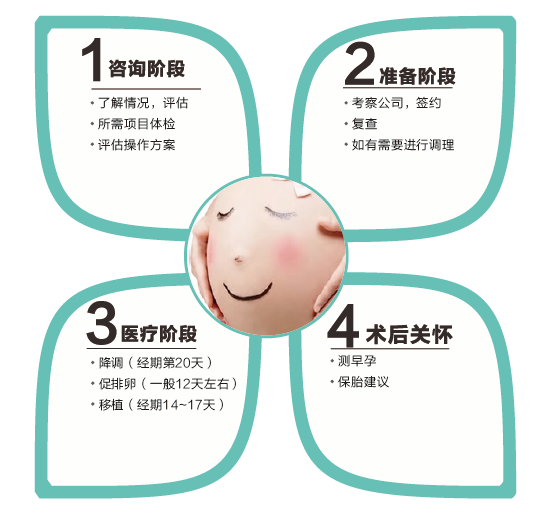 1 咨询阶段
• 了解情况，评估
• 所需项目体检
• 评估操作方案
2 准备阶段
• 考察公司，签约
• 复查
• 如有需要进行调理
3 医疗阶段
• 降调（经期第20天）
• 促排卵（一般12天左右）
• 移植（经期14~17天）
4 术后关怀
• 测早孕
• 保胎建议